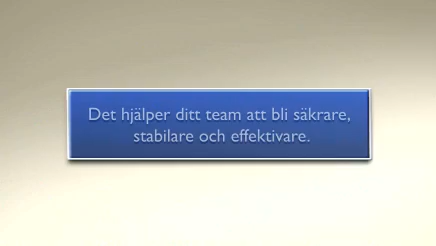 Det hjälper ditt team att bli säkrare,
stabilare och effektivare.